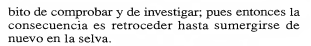 bito de comprobar y de investigar; pues entonces la
consecuencia es retroceder hasta sumergirse de
nuevo en la selva.